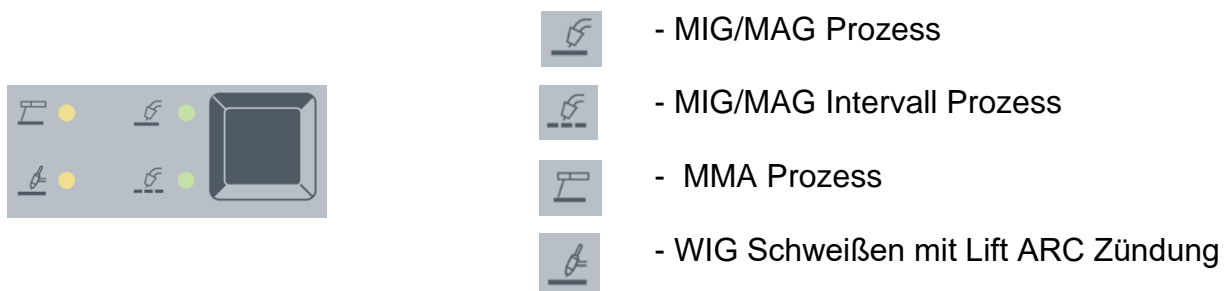 - MIG/MAG Prozess
- MIG/MAG Intervall Prozess
- MMA Prozess
- WIG Schweißen mit Lift ARC Zündung